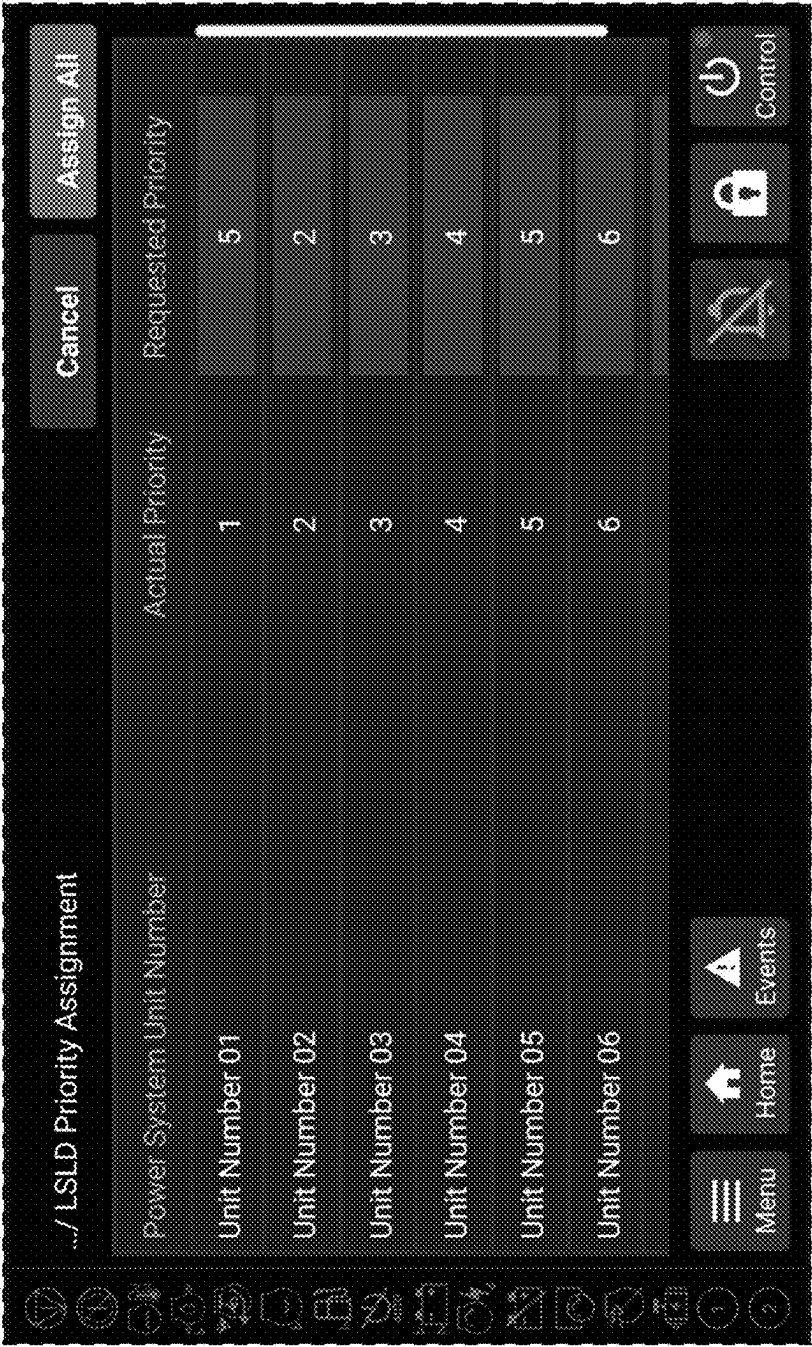 .../ LSLD Priority Assignment Cancel Assign All
Power System Unit Number Actual Priority Requested Priority
Unit Number 01 1 5
Unit Number 02 2 2
Unit Number 03 3 3
Unit Number 04 4 4
Unit Number 05 5 5
Unit Number 06 6 6
Menu Home Events Control